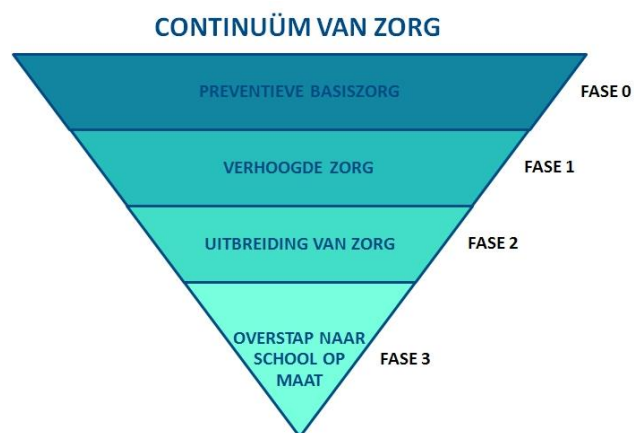 CONTINUÜM VAN ZORG
PREVENTIEVE BASISZORG
FASE 0
VERHOOGDE ZORG
FASE 1
UITBREIDING VAN ZORG
FASE 2
OVERSTAP NAAR
SCHOOL OP
MAAT
FASE 3